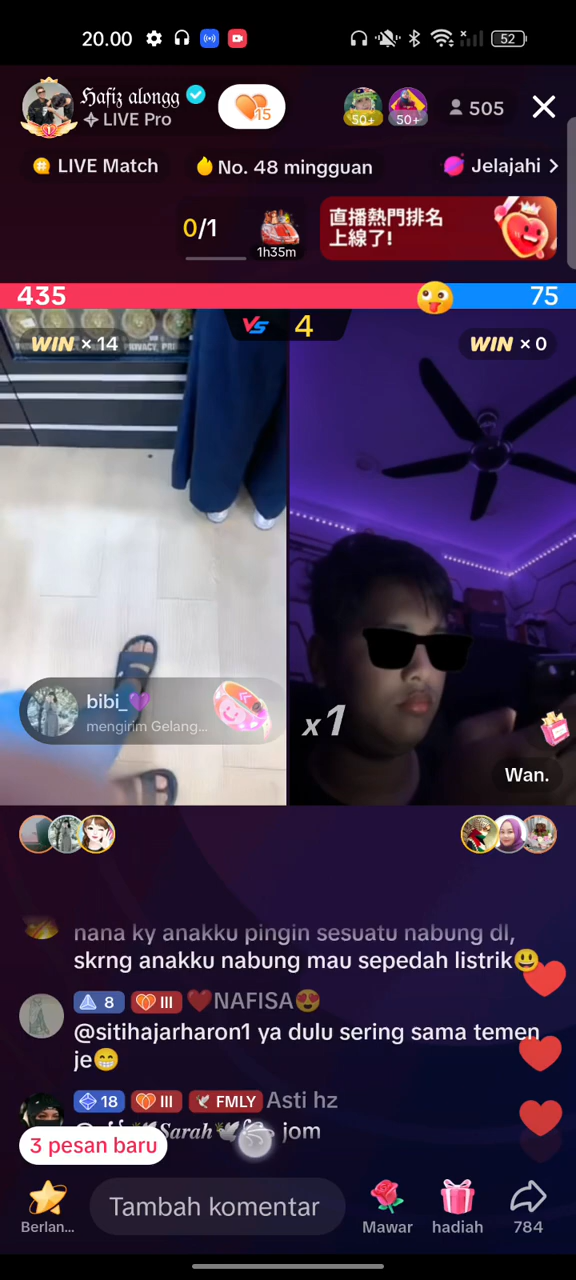 20.00
52
Hafiz alongg
LIVE Pro
15
50+
50+
505
LIVE Match
No. 48 mingguan
Jelajahi
0/1
1h35m
直播熱門排名
上線了!
435
75
WIN × 14
VS 4
WIN × 0
bibi_
mengirim Gelang...
x1
Wan.
nana ky anakku pingin sesuatu nabung dl,
skrng anakku nabung mau sepedah listrik
8 III NAFISA
@sitihajarharon1 ya dulu sering sama temen
je
18 III FMLY Asti hz
Sarah jom
3 pesan baru
Berlan...
Tambah komentar
Mawar
hadiah
784